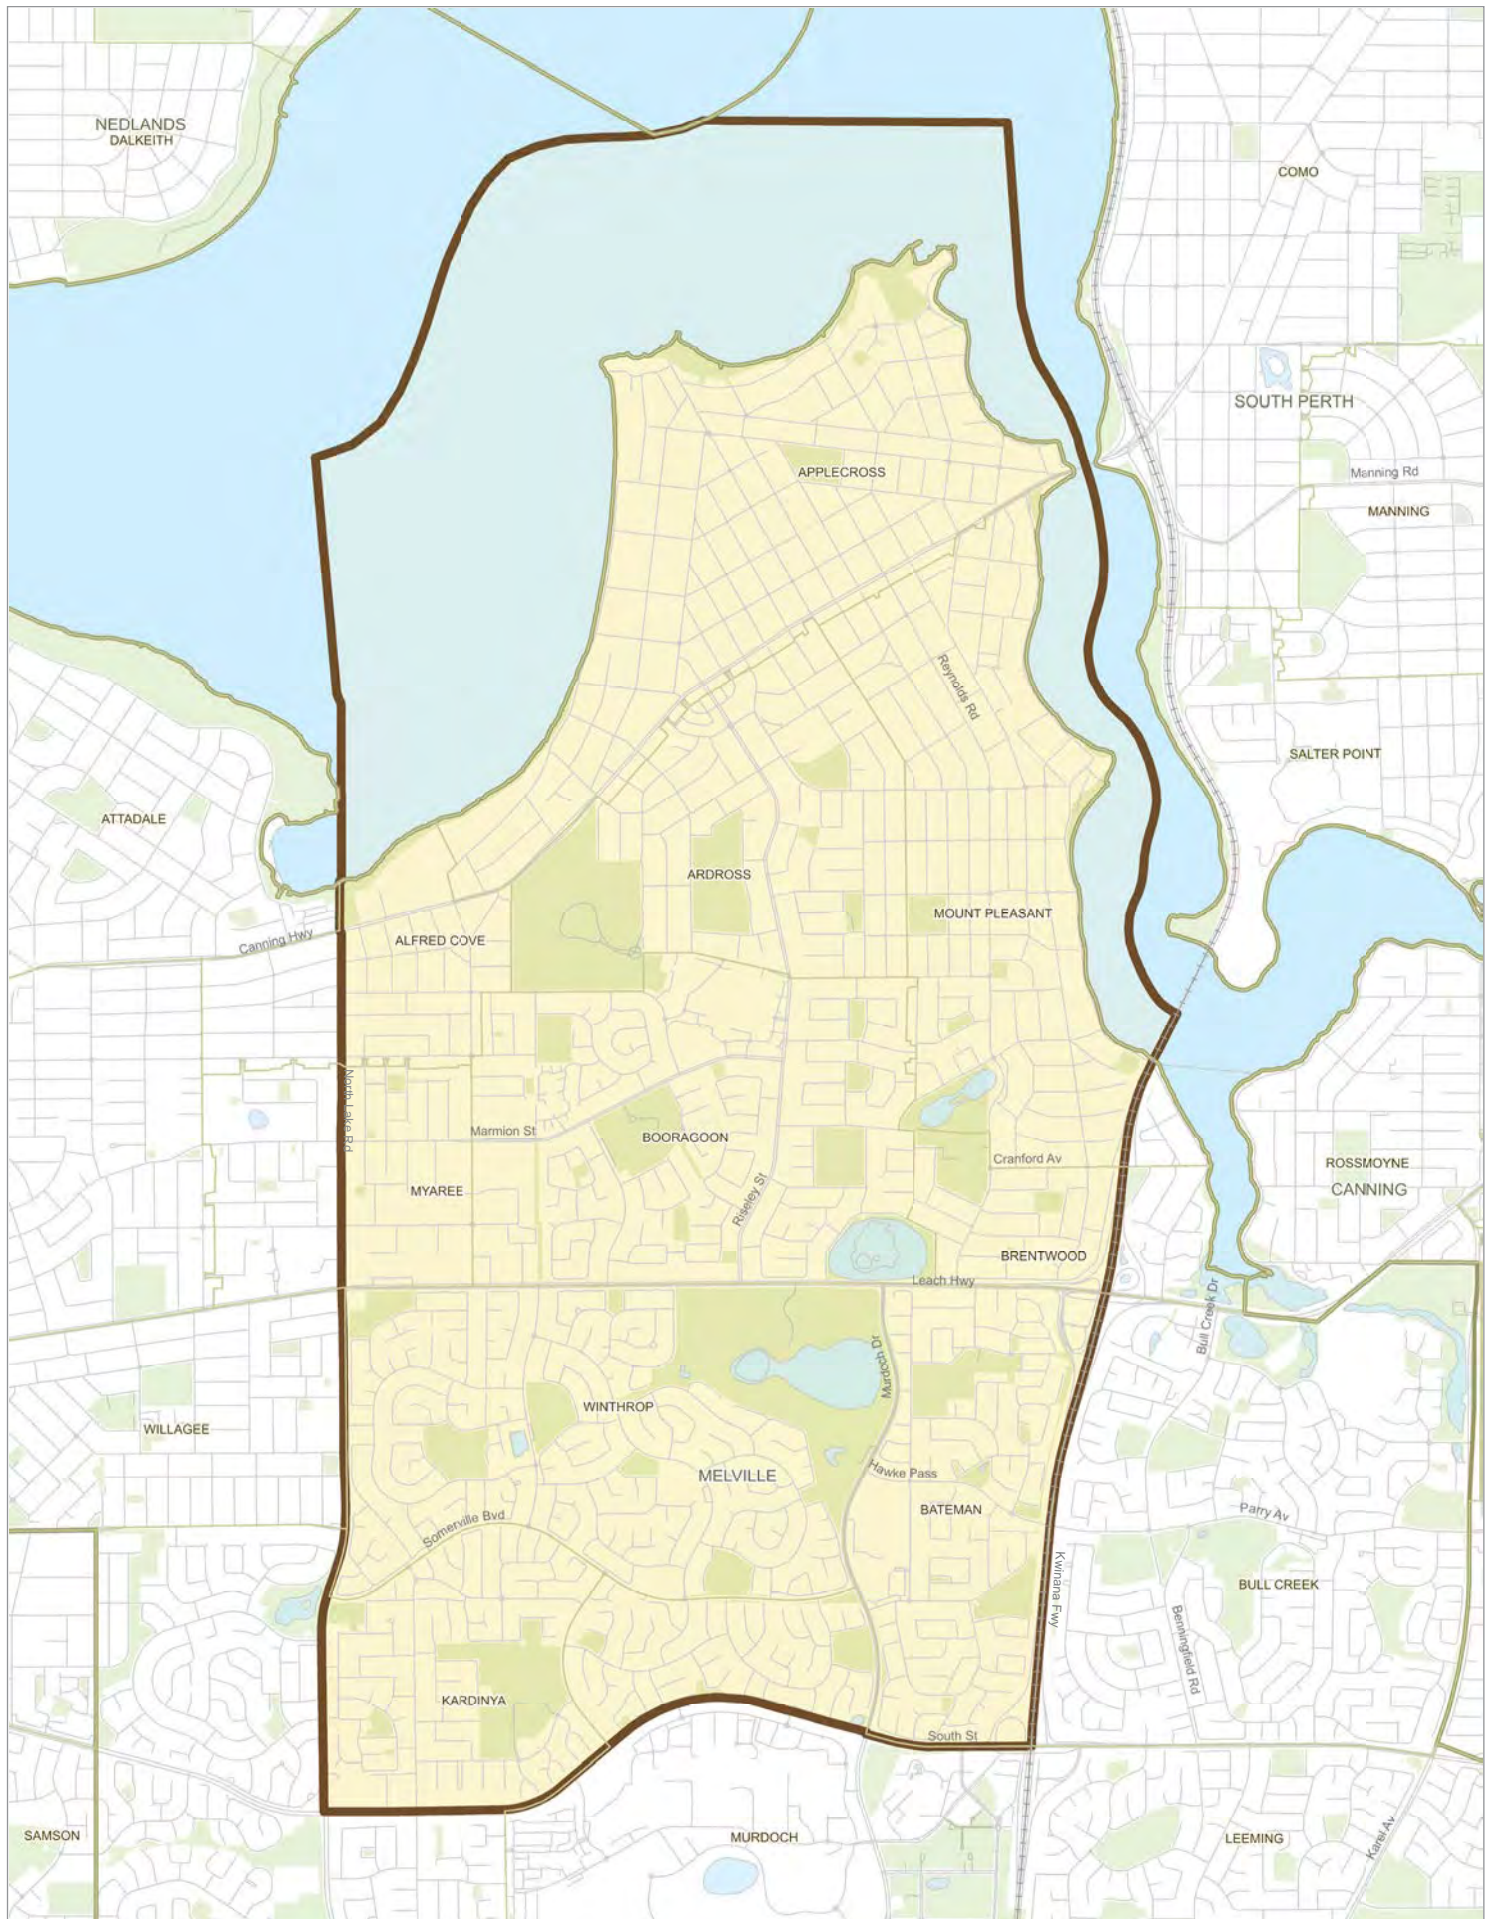 NEDLANDS
DALKEITH
COMO
SOUTH PERTH
APPLECROSS
Manning Rd
MANNING
Reynolds Rd
SALTER POINT
ATTADALE
ARDROSS
MOUNT PLEASANT
Canning Hwy
ALFRED COVE
North Lake Rd
Marmion St
BOORAGOON
Cranford Av
ROSSMOYNE
CANNING
MYAREE
Riseley St
BRENTWOOD
Leach Hwy
Bull Creek Dr
Murdoch Dr
WINTHROP
WILLAGEE
MELVILLE
Hawke Pass
BATEMAN
Parry Av
Somerville Bvd
Kwinana Fwy
BULL CREEK
Benningfield Rd
KARDINYA
South St
SAMSON
MURDOCH
LEEMING
Karel Av